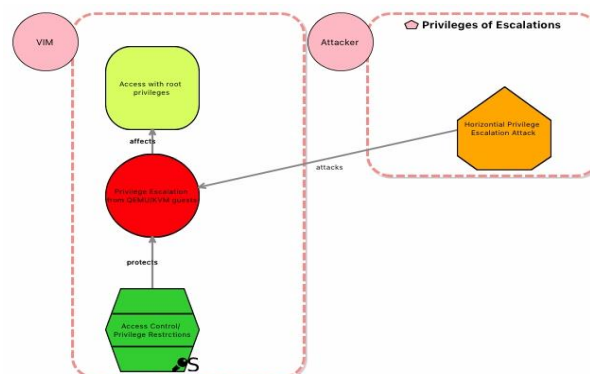 VIM
Attacker
Privileges of Escalations
Access with root
privileges
affects
Horizontial Privilege
Escalation Attack
attacks
Privilege Escalation
from QEMU/KVM guests
protects
Access Control/
Privilege Restrctions
S